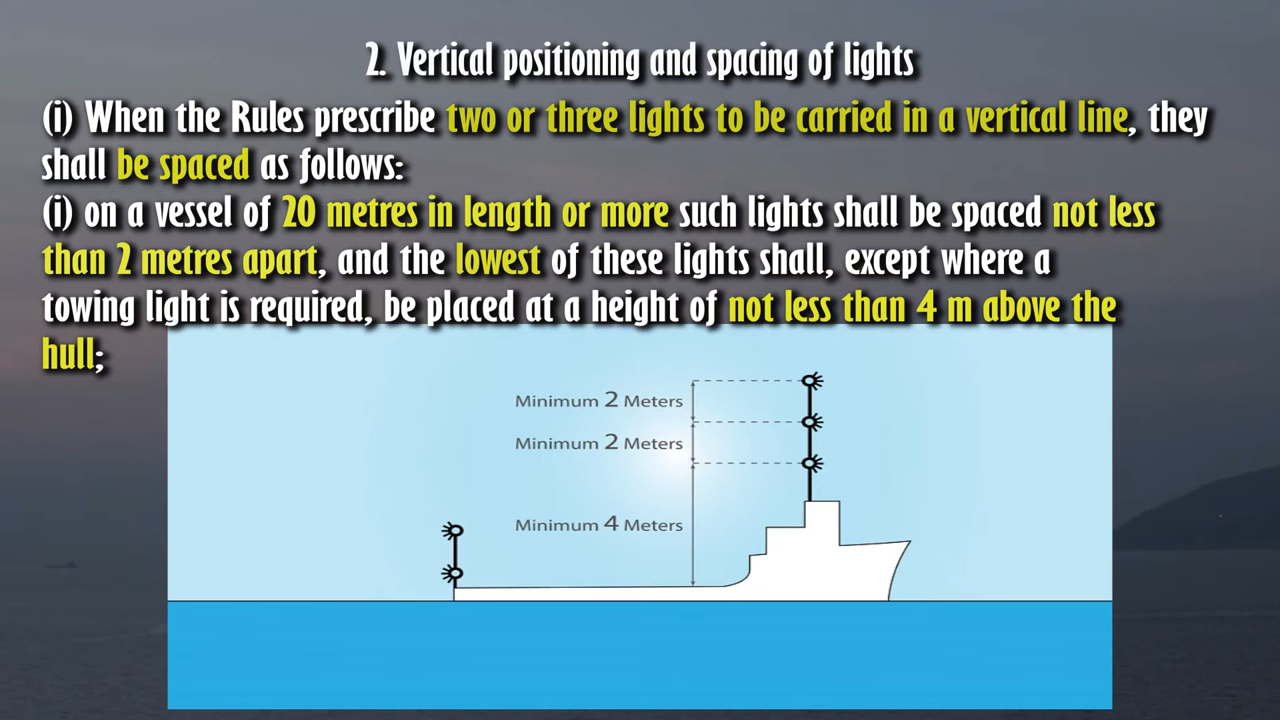 2. Vertical positioning and spacing of lights
(i) When the Rules prescribe two or three lights to be carried in a vertical line, they
shall be spaced as follows:
(i) on a vessel of 20 metres in length or more such lights shall be spaced not less
than 2 metres apart, and the lowest of these lights shall, except where a
towing light is required, be placed at a height of not less than 4 m above the
hull;
Minimum 2 Meters
Minimum 2 Meters
Minimum 4 Meters